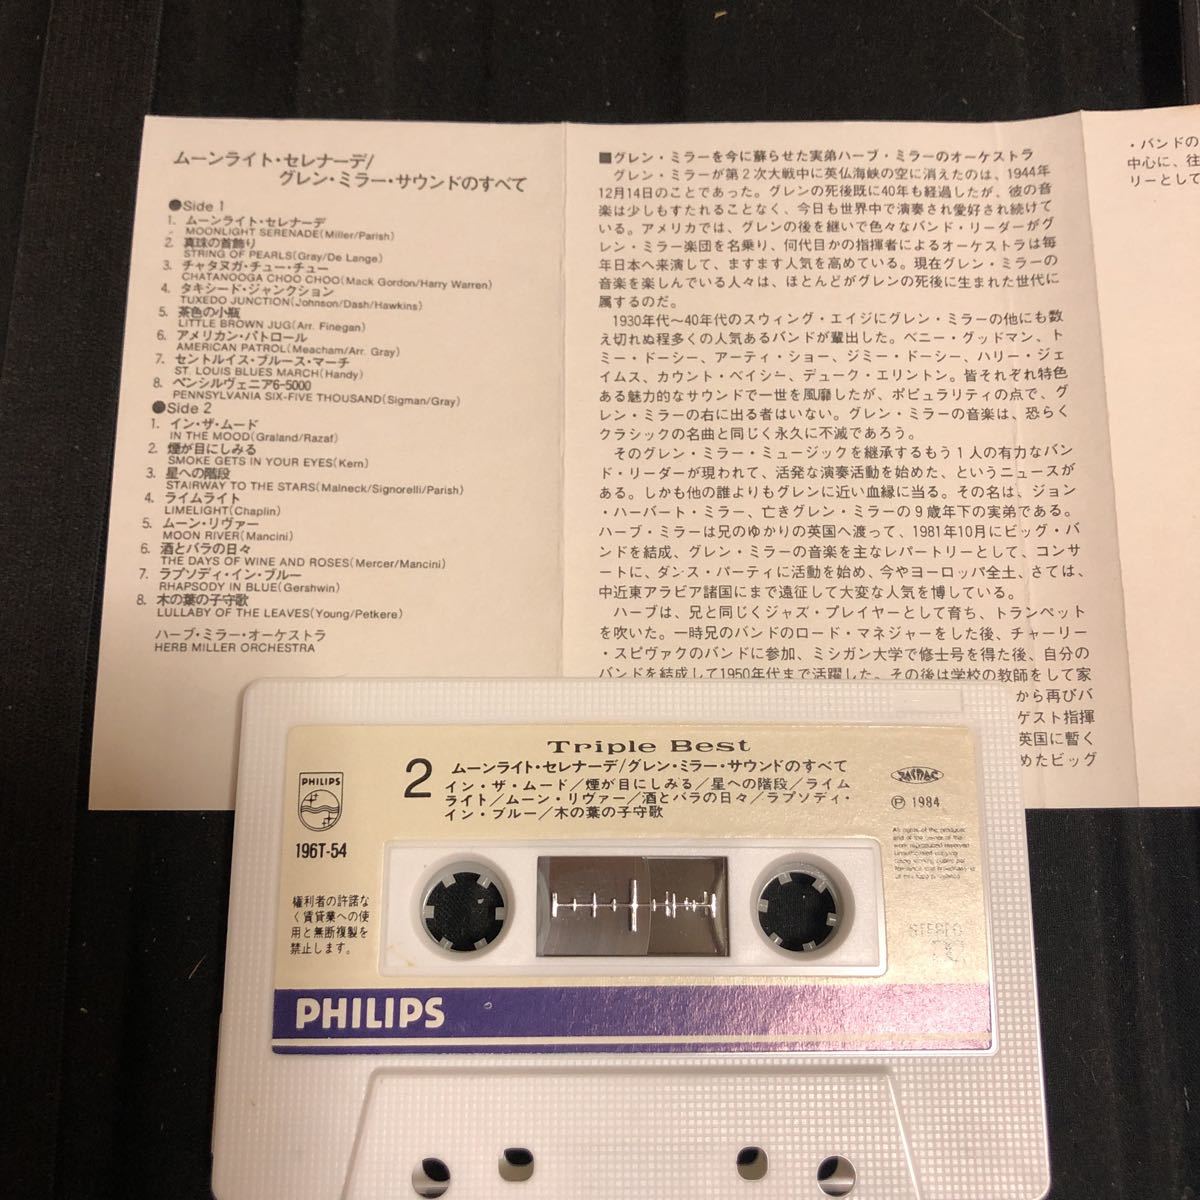 ムーンライト・セレナーデ/
グレン・ミラー・サウンドのすべて
●Side 1
1. ムーンライト・セレナーデ
MOONLIGHT SERENADE(Miller/Parish)
2. 真珠の首飾り
STRING OF PEARLS(Gray/De Lange)
3. チャタヌガ・チュー・チュー
CHATANOOGA CHOO CHOO(Mack Gordon/Harry Warren)
4. タキシード・ジャンクション
TUXEDO JUNCTION(Johnson/Dash/Hawkins)
5. 茶色の小瓶
LITTLE BROWN JUG(Arr. Finegan)
6. アメリカン・パトロール
AMERICAN PATROL(Meacham/Arr. Gray)
7. セントルイス・ブルース・マーチ
ST. LOUIS BLUES MARCH(Handy)
8. ペンシルヴェニア6-5000
PENNSYLVANIA SIX-FIVE THOUSAND(Sigman/Gray)
●Side 2
1. イン・ザ・ムード
IN THE MOOD(Graland/Razaf)
2. 煙が目にしみる
SMOKE GETS IN YOUR EYES(Kern)
3. 星への階段
STAIRWAY TO THE STARS(Malneck/Signorelli/Parish)
4. ライムライト
LIMELIGHT(Chaplin)
5. ムーン・リヴァー
MOON RIVER(Mancini)
6. 酒とバラの日々
THE DAYS OF WINE AND ROSES(Mercer/Mancini)
7. ラプソディ・イン・ブルー
RHAPSODY IN BLUE(Gershwin)
8. 木の葉の子守歌
LULLABY OF THE LEAVES(Young/Petkere)
ハーブ・ミラー・オーケストラ
HERB MILLER ORCHESTRA
■グレン・ミラーを今に蘇らせた実弟ハーブ・ミラーのオーケストラ
グレン・ミラーが第2次大戦中に英仏海峡の空に消えたのは、1944年
12月14日のことであった。グレンの死後既に40年も経過したが、彼の音
楽は少しもすたれることなく、今日も世界中で演奏され愛好され続けて
いる。アメリカでは、グレンの後を継いで色々なバンド・リーダーがグ
レン・ミラー楽団を名乗り、何代目かの指揮者によるオーケストラは毎
年日本へ来演して、ますます人気を高めている。現在グレン・ミラーの
音楽を楽しんでいる人々は、ほとんどがグレンの死後に生まれた世代に
属するのだ。
1930年代〜40年代のスウィング・エイジにグレン・ミラーの他にも数
え切れぬ程多くの人気あるバンドが輩出した。ベニー・グッドマン、ト
ミー・ドーシー、アーティ・ショー、ジミー・ドーシー、ハリー・ジェ
イムス、カウント・ベイシー、デューク・エリントン。皆それぞれ特色
ある魅力的なサウンドで一世を風靡したが、ポピュラリティの点で、グ
レン・ミラーの右に出る者はいない。グレン・ミラーの音楽は、恐らく
クラシックの名曲と同じく永久に不滅であろう。
そのグレン・ミラー・ミュージックを継承するもう1人の有力なバン
ド・リーダーが現われて、活発な演奏活動を始めた、というニュースが
ある。しかも他の誰よりもグレンに近い血縁に当る。その名は、ジョン
・ハーバート・ミラー、亡きグレン・ミラーの9歳年下の実弟である。
ハーブ・ミラーは兄のゆかりの英国へ渡って、1981年10月にビッグ・バ
ンドを結成、グレン・ミラーの音楽を主なレパートリーとして、コンサ
ートに、ダンス・パーティに活動を始め、今やヨーロッパ全土、さては、
中近東アラビア諸国にまで遠征して大変な人気を博している。
ハーブは、兄と同じくジャズ・プレイヤーとして育ち、トランペット
を吹いた。一時兄のバンドのロード・マネジャーをした後、チャーリー
・スピヴァクのバンドに参加、ミシガン大学で修士号を得た後、自分の
バンドを結成して1950年代まで活躍した。その後は学校の教師をして家
から再びバ
ゲスト指揮
英国に暫く
めたビッグ
・バンドの
中心に、往
リーとして
Triple Best
PHILIPS
196T-54
2
ムーンライト・セレナーデ/グレン・ミラー・サウンドのすべて
イン・ザ・ムード/煙が目にしみる/星への階段/ライム
ライト/ムーン・リヴァー/酒とバラの日々/ラプソディ・
イン・ブルー/木の葉の子守歌
℗ 1984
All rights of the producer
and of the owner of the
work reproduced reserved
権利者の許諾な
く賃貸業への使
用と無断複製を
禁止します。
STEREO
PHILIPS